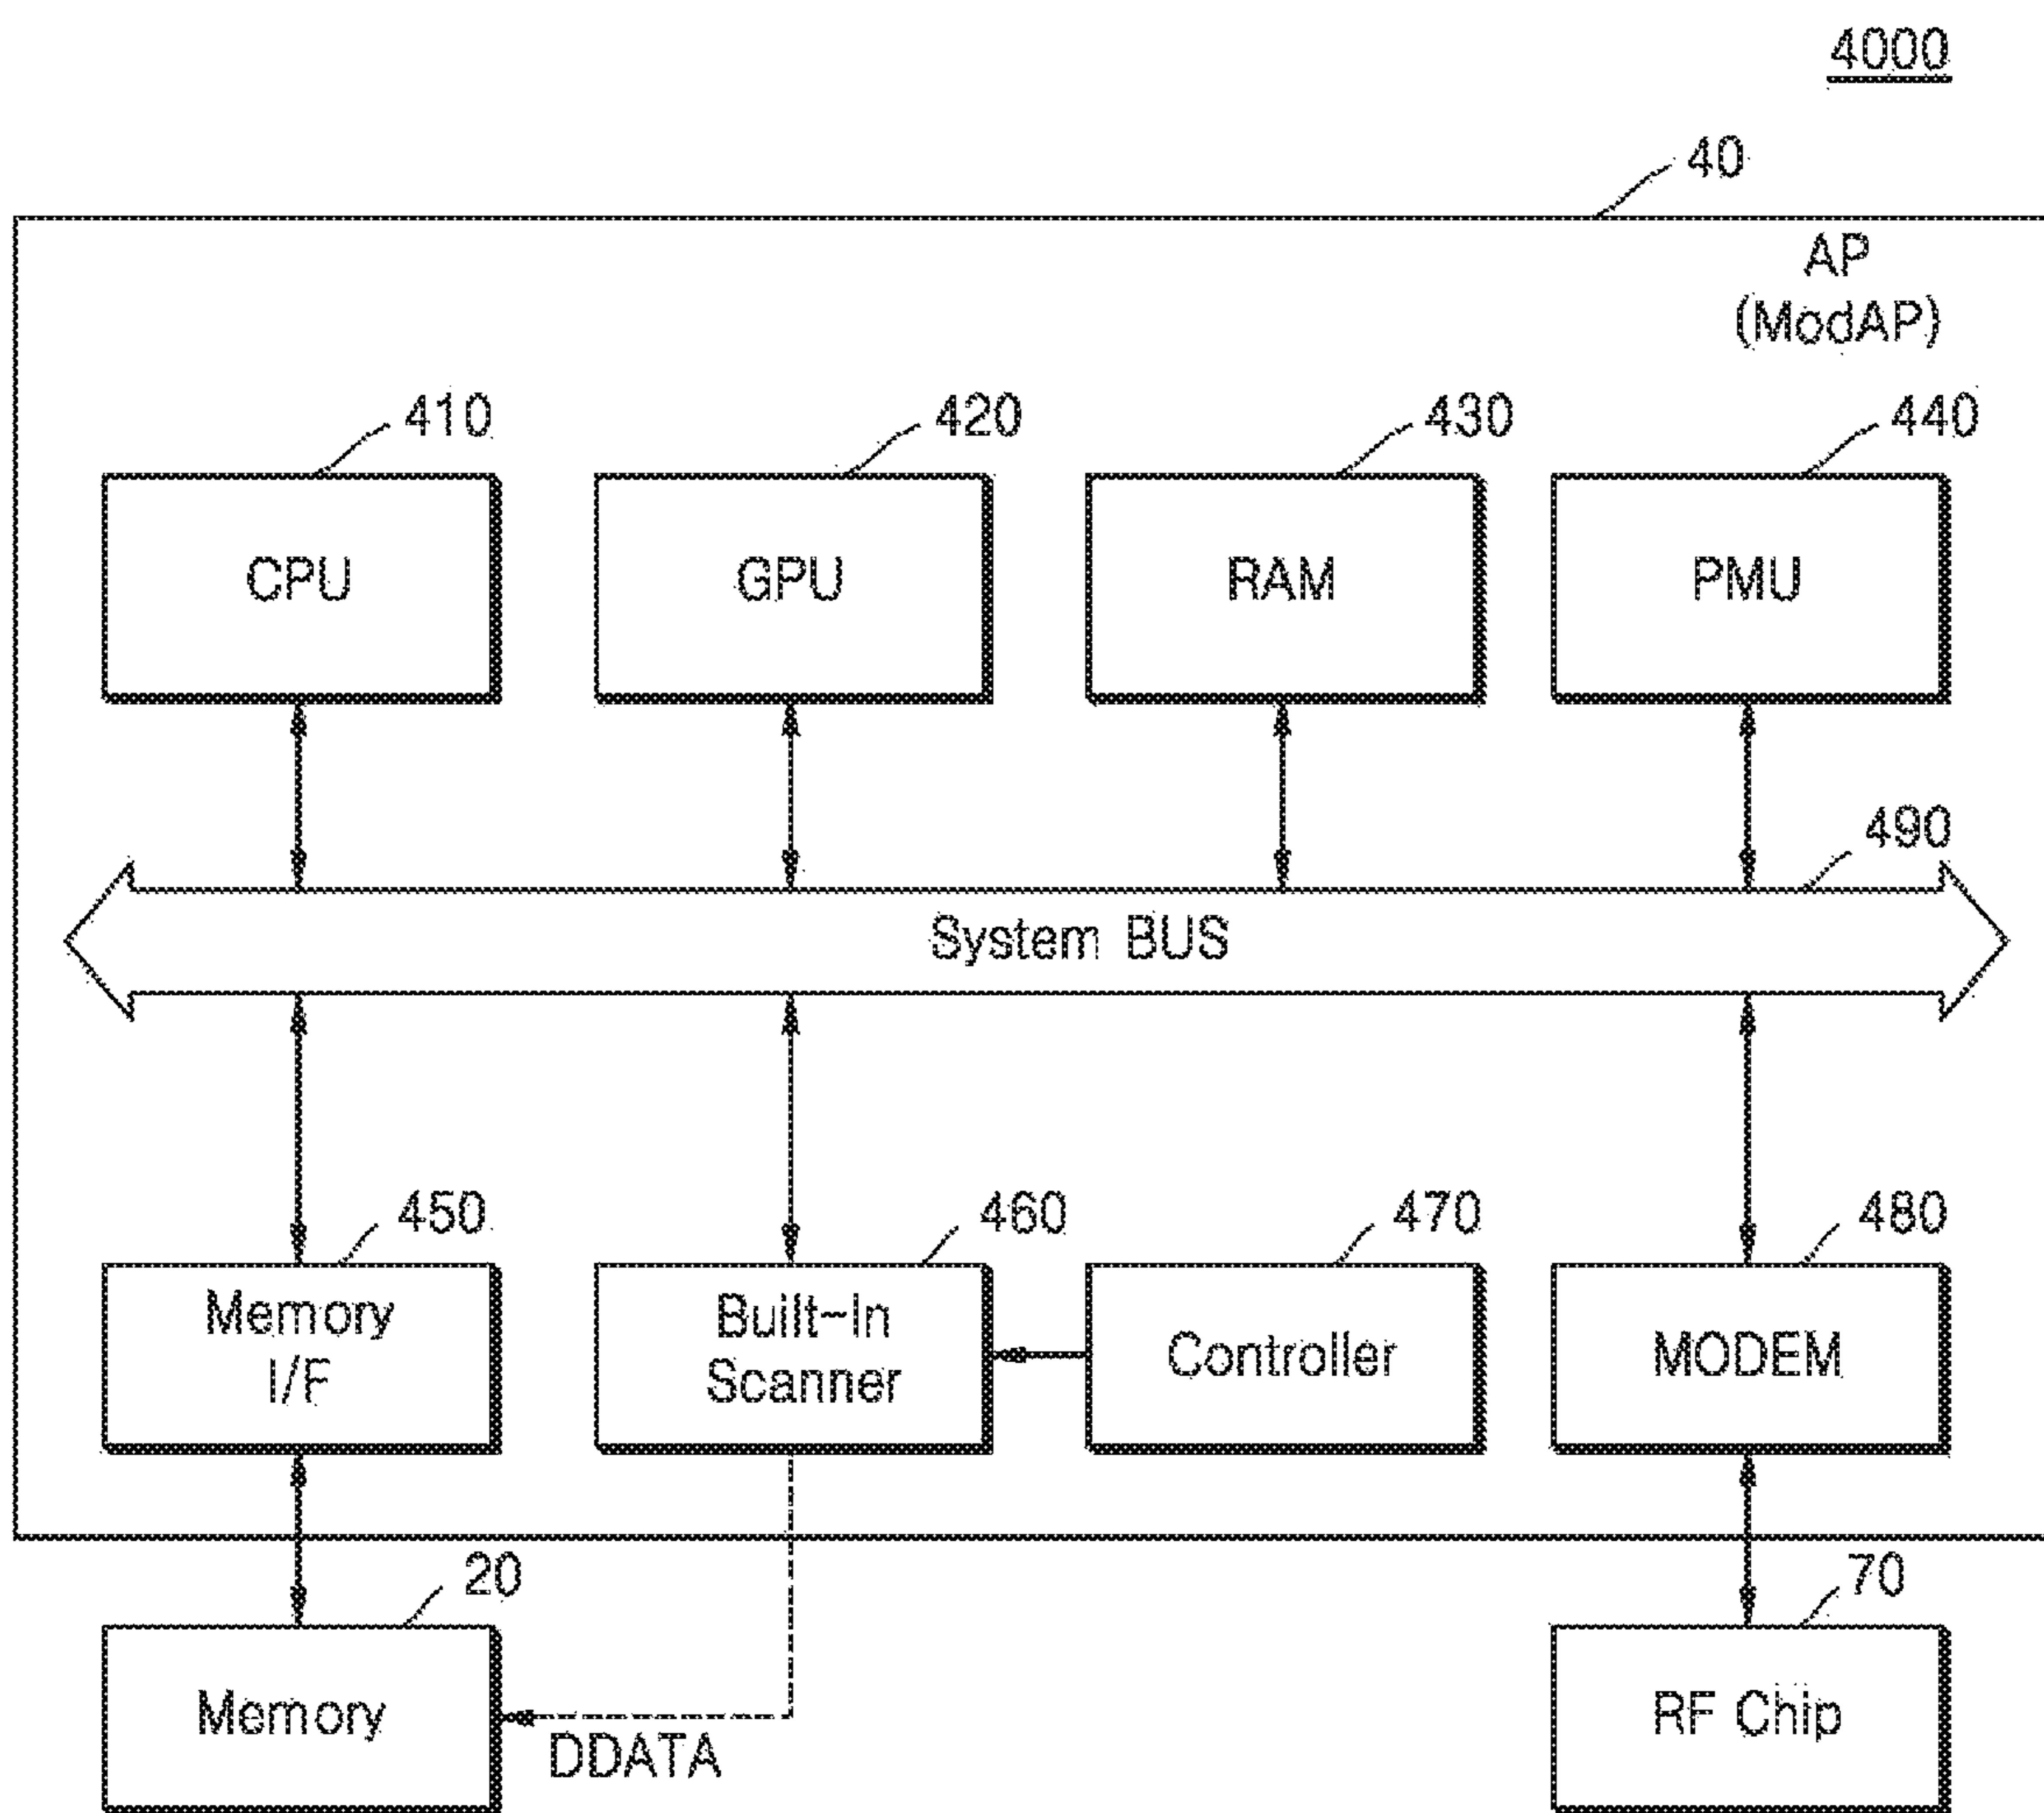 4000
40
AP
(ModAP)
410
420
430
440
CPU
GPU
RAM
PMU
490
System BUS
450
460
470
480
Memory
I/F
Built-In
Scanner
Controller
MODEM
20
70
Memory
DDATA
RF Chip